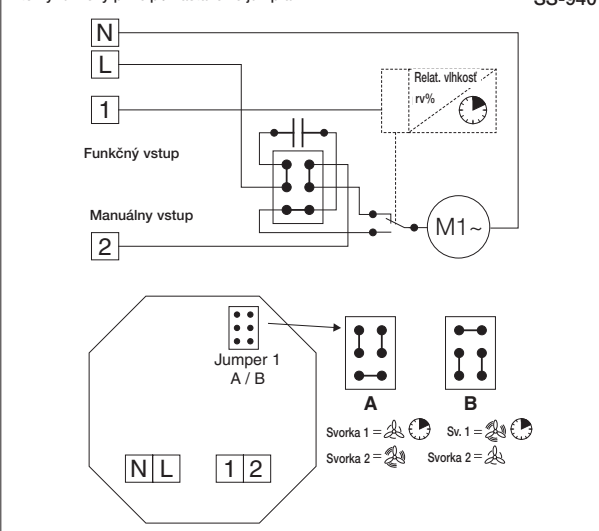 SS-940
N
L
Relat. vlhkosť
rv%
1
Funkčný vstup
Manuálny vstup
M1~
2
Jumper 1
A / B
A
B
Svorka 1 =
Sv. 1 =
Svorka 2 =
Svorka 2 =
N L
1 2